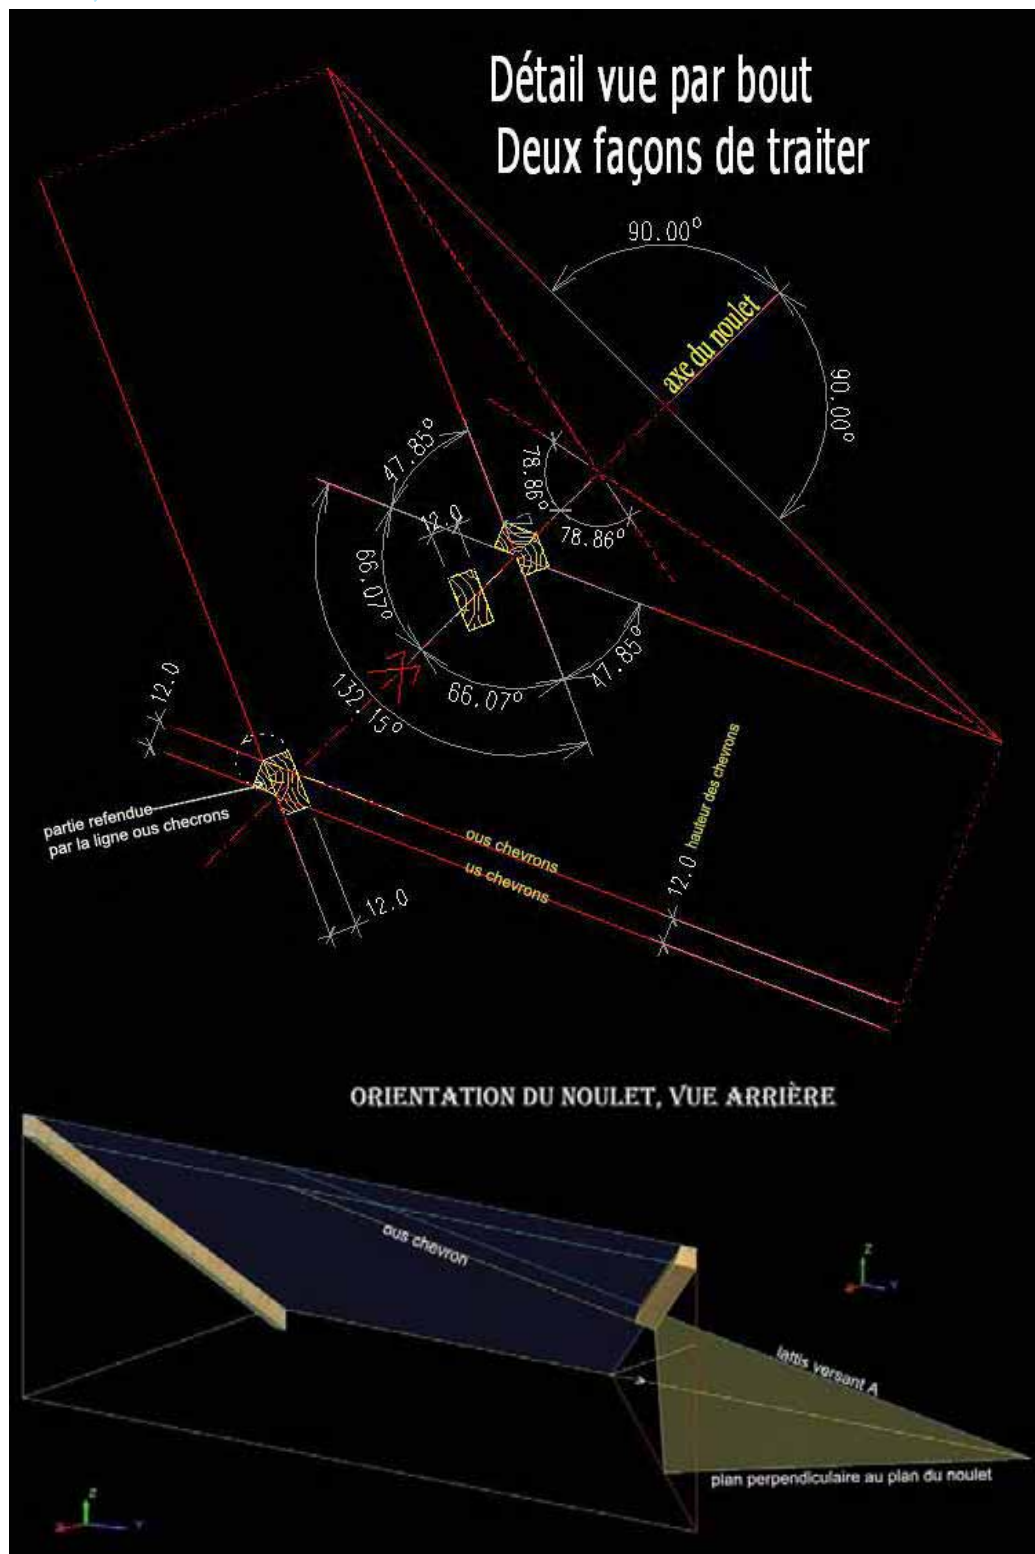 Détail vue par bout
Deux façons de traiter
90.00°
axe du noulet
90.00°
47.85°
78.86°
12.0
78.86°
66.07°
47.85°
66.07°
132.15°
12.0
hauteur des chevrons
12.0
partie refendue
par la ligne ous checrons
ous chevrons
us chevrons
12.0
ORIENTATION DU NOULET, VUE ARRIÈRE
ous chevron
Z
Y
lattis versant A
plan perpendiculaire au plan du noulet
Z
Y